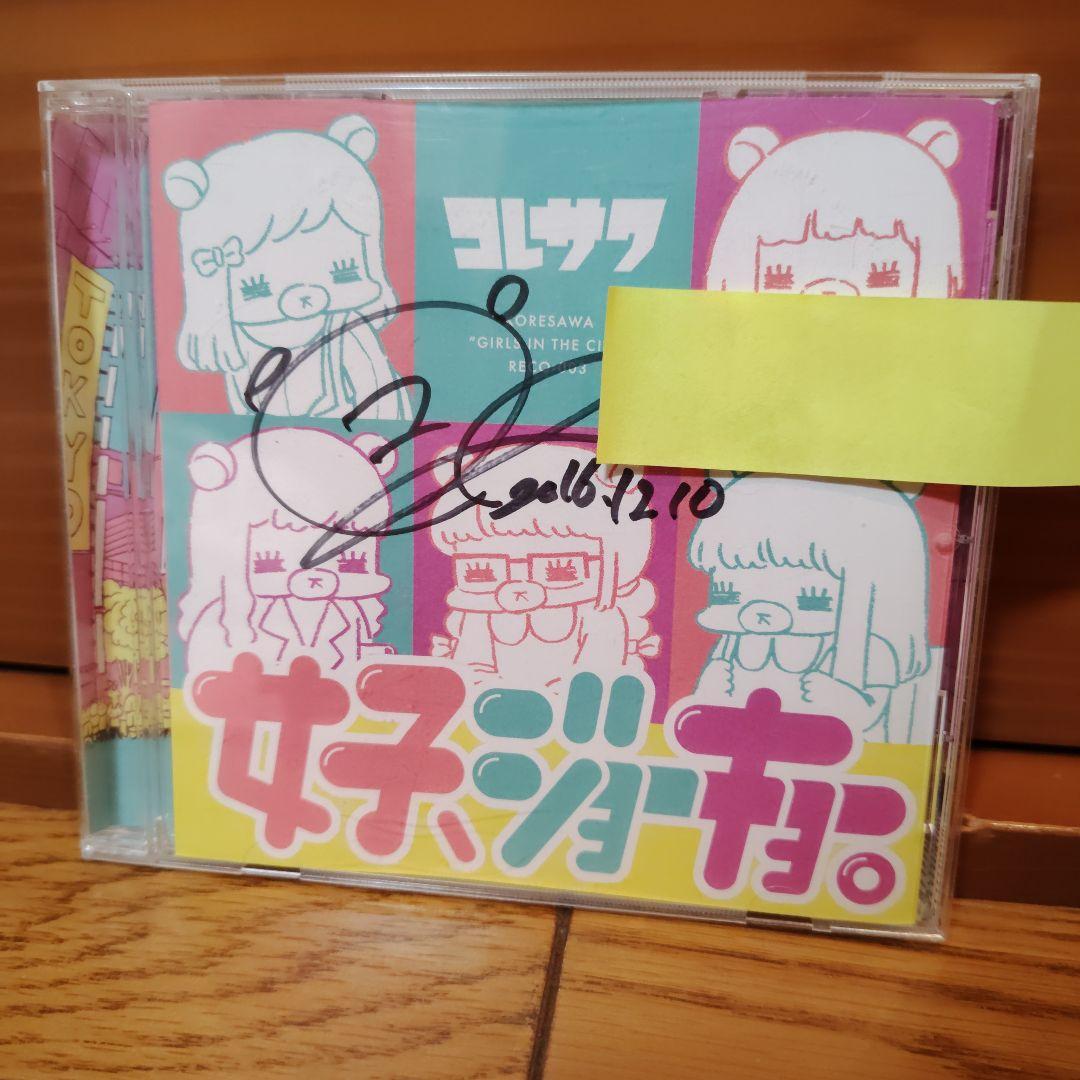 コレサワ
KORESAWA
"GIRLS IN THE CI
RECO-003
2016.12.10
女子、ジョーキョー。
TOKYO